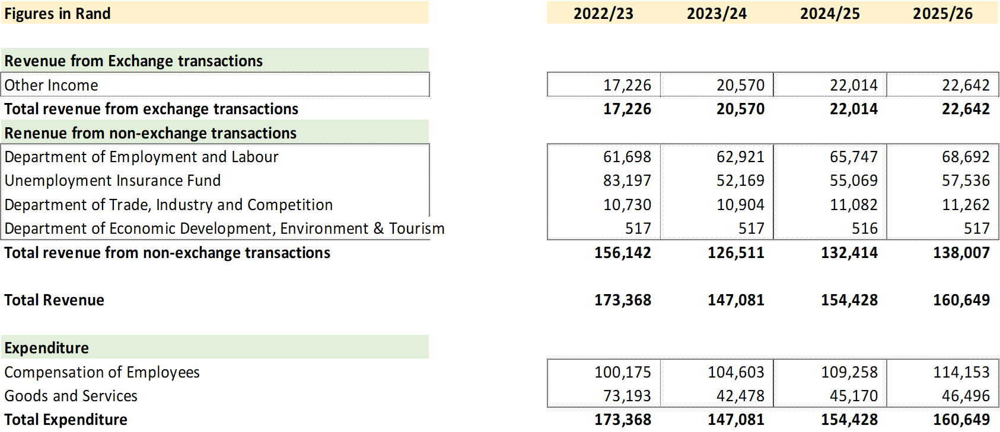 Figures in Rand 2022/23 2023/24 2024/25 2025/26
Revenue from Exchange transactions
Other Income 17,226 20,570 22,014 22,642
Total revenue from exchange transactions 17,226 20,570 22,014 22,642
Renenue from non-exchange transactions
Department of Employment and Labour 61,698 62,921 65,747 68,692
Unemployment Insurance Fund 83,197 52,169 55,069 57,536
Department of Trade, Industry and Competition 10,730 10,904 11,082 11,262
Department of Economic Development, Environment & Tourism 517 517 516 517
Total revenue from non-exchange transactions 156,142 126,511 132,414 138,007
Total Revenue 173,368 147,081 154,428 160,649
Expenditure
Compensation of Employees 100,175 104,603 109,258 114,153
Goods and Services 73,193 42,478 45,170 46,496
Total Expenditure 173,368 147,081 154,428 160,649